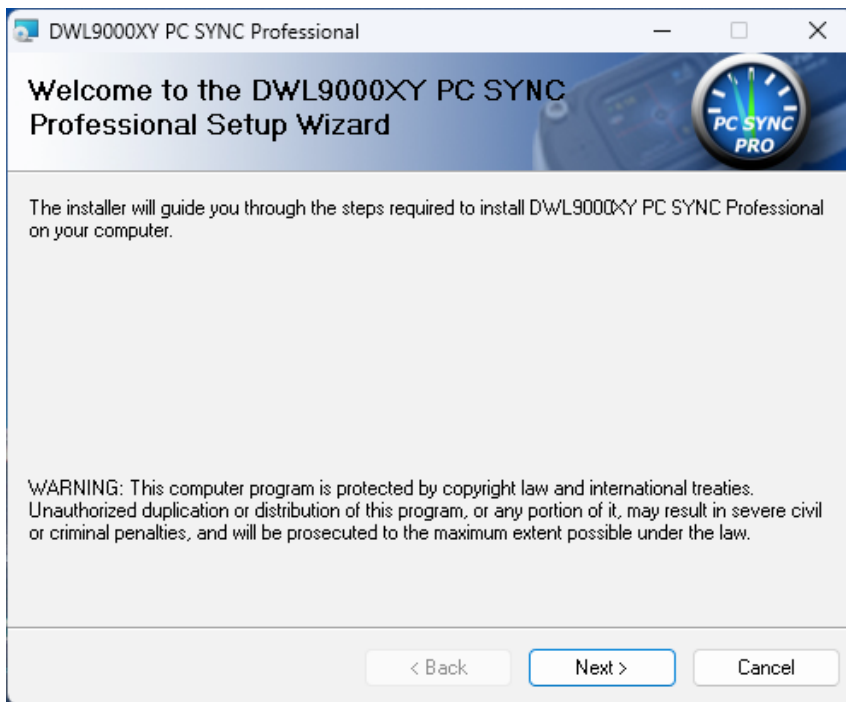 DWL9000XY PC SYNC Professional
Welcome to the DWL9000XY PC SYNC
Professional Setup Wizard
PC SYNC
PRO
The installer will guide you through the steps required to install DWL9000XY PC SYNC Professional
on your computer.
WARNING: This computer program is protected by copyright law and international treaties.
Unauthorized duplication or distribution of this program, or any portion of it, may result in severe civil
or criminal penalties, and will be prosecuted to the maximum extent possible under the law.
< Back
Next >
Cancel